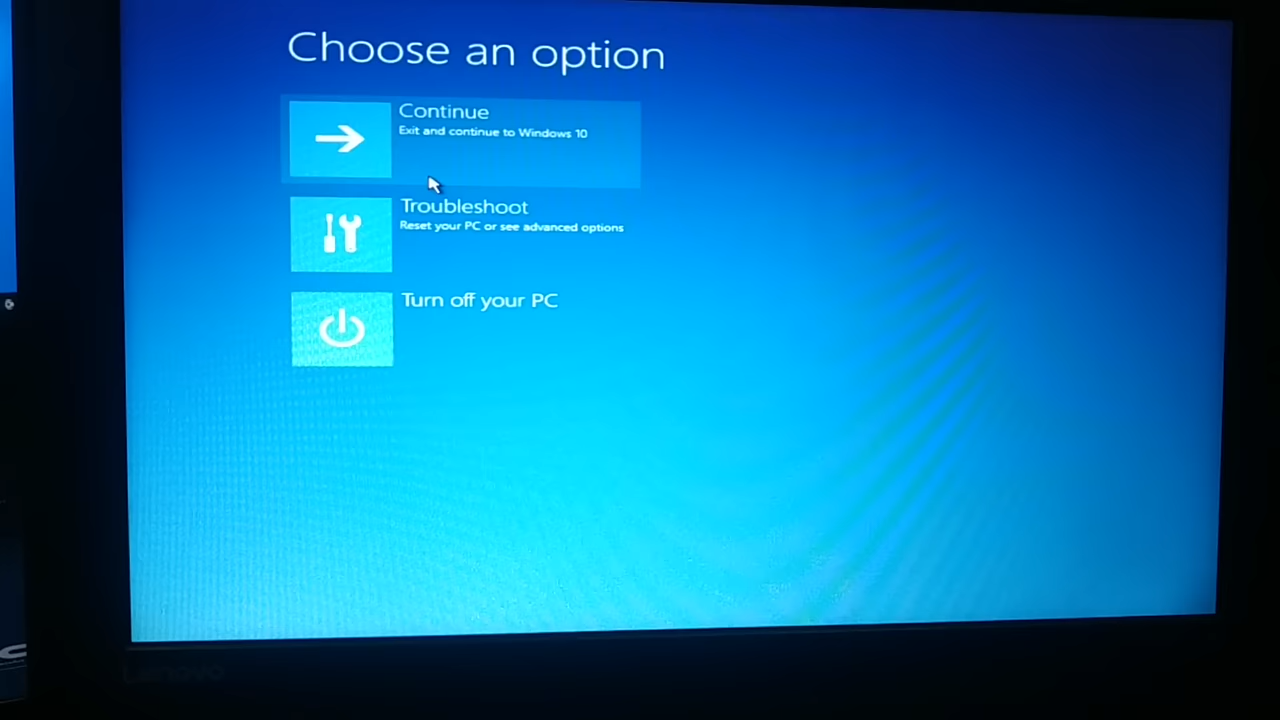 Choose an option
Continue
Exit and continue to Windows 10
Troubleshoot
Reset your PC or see advanced options
Turn off your PC
Lenovo